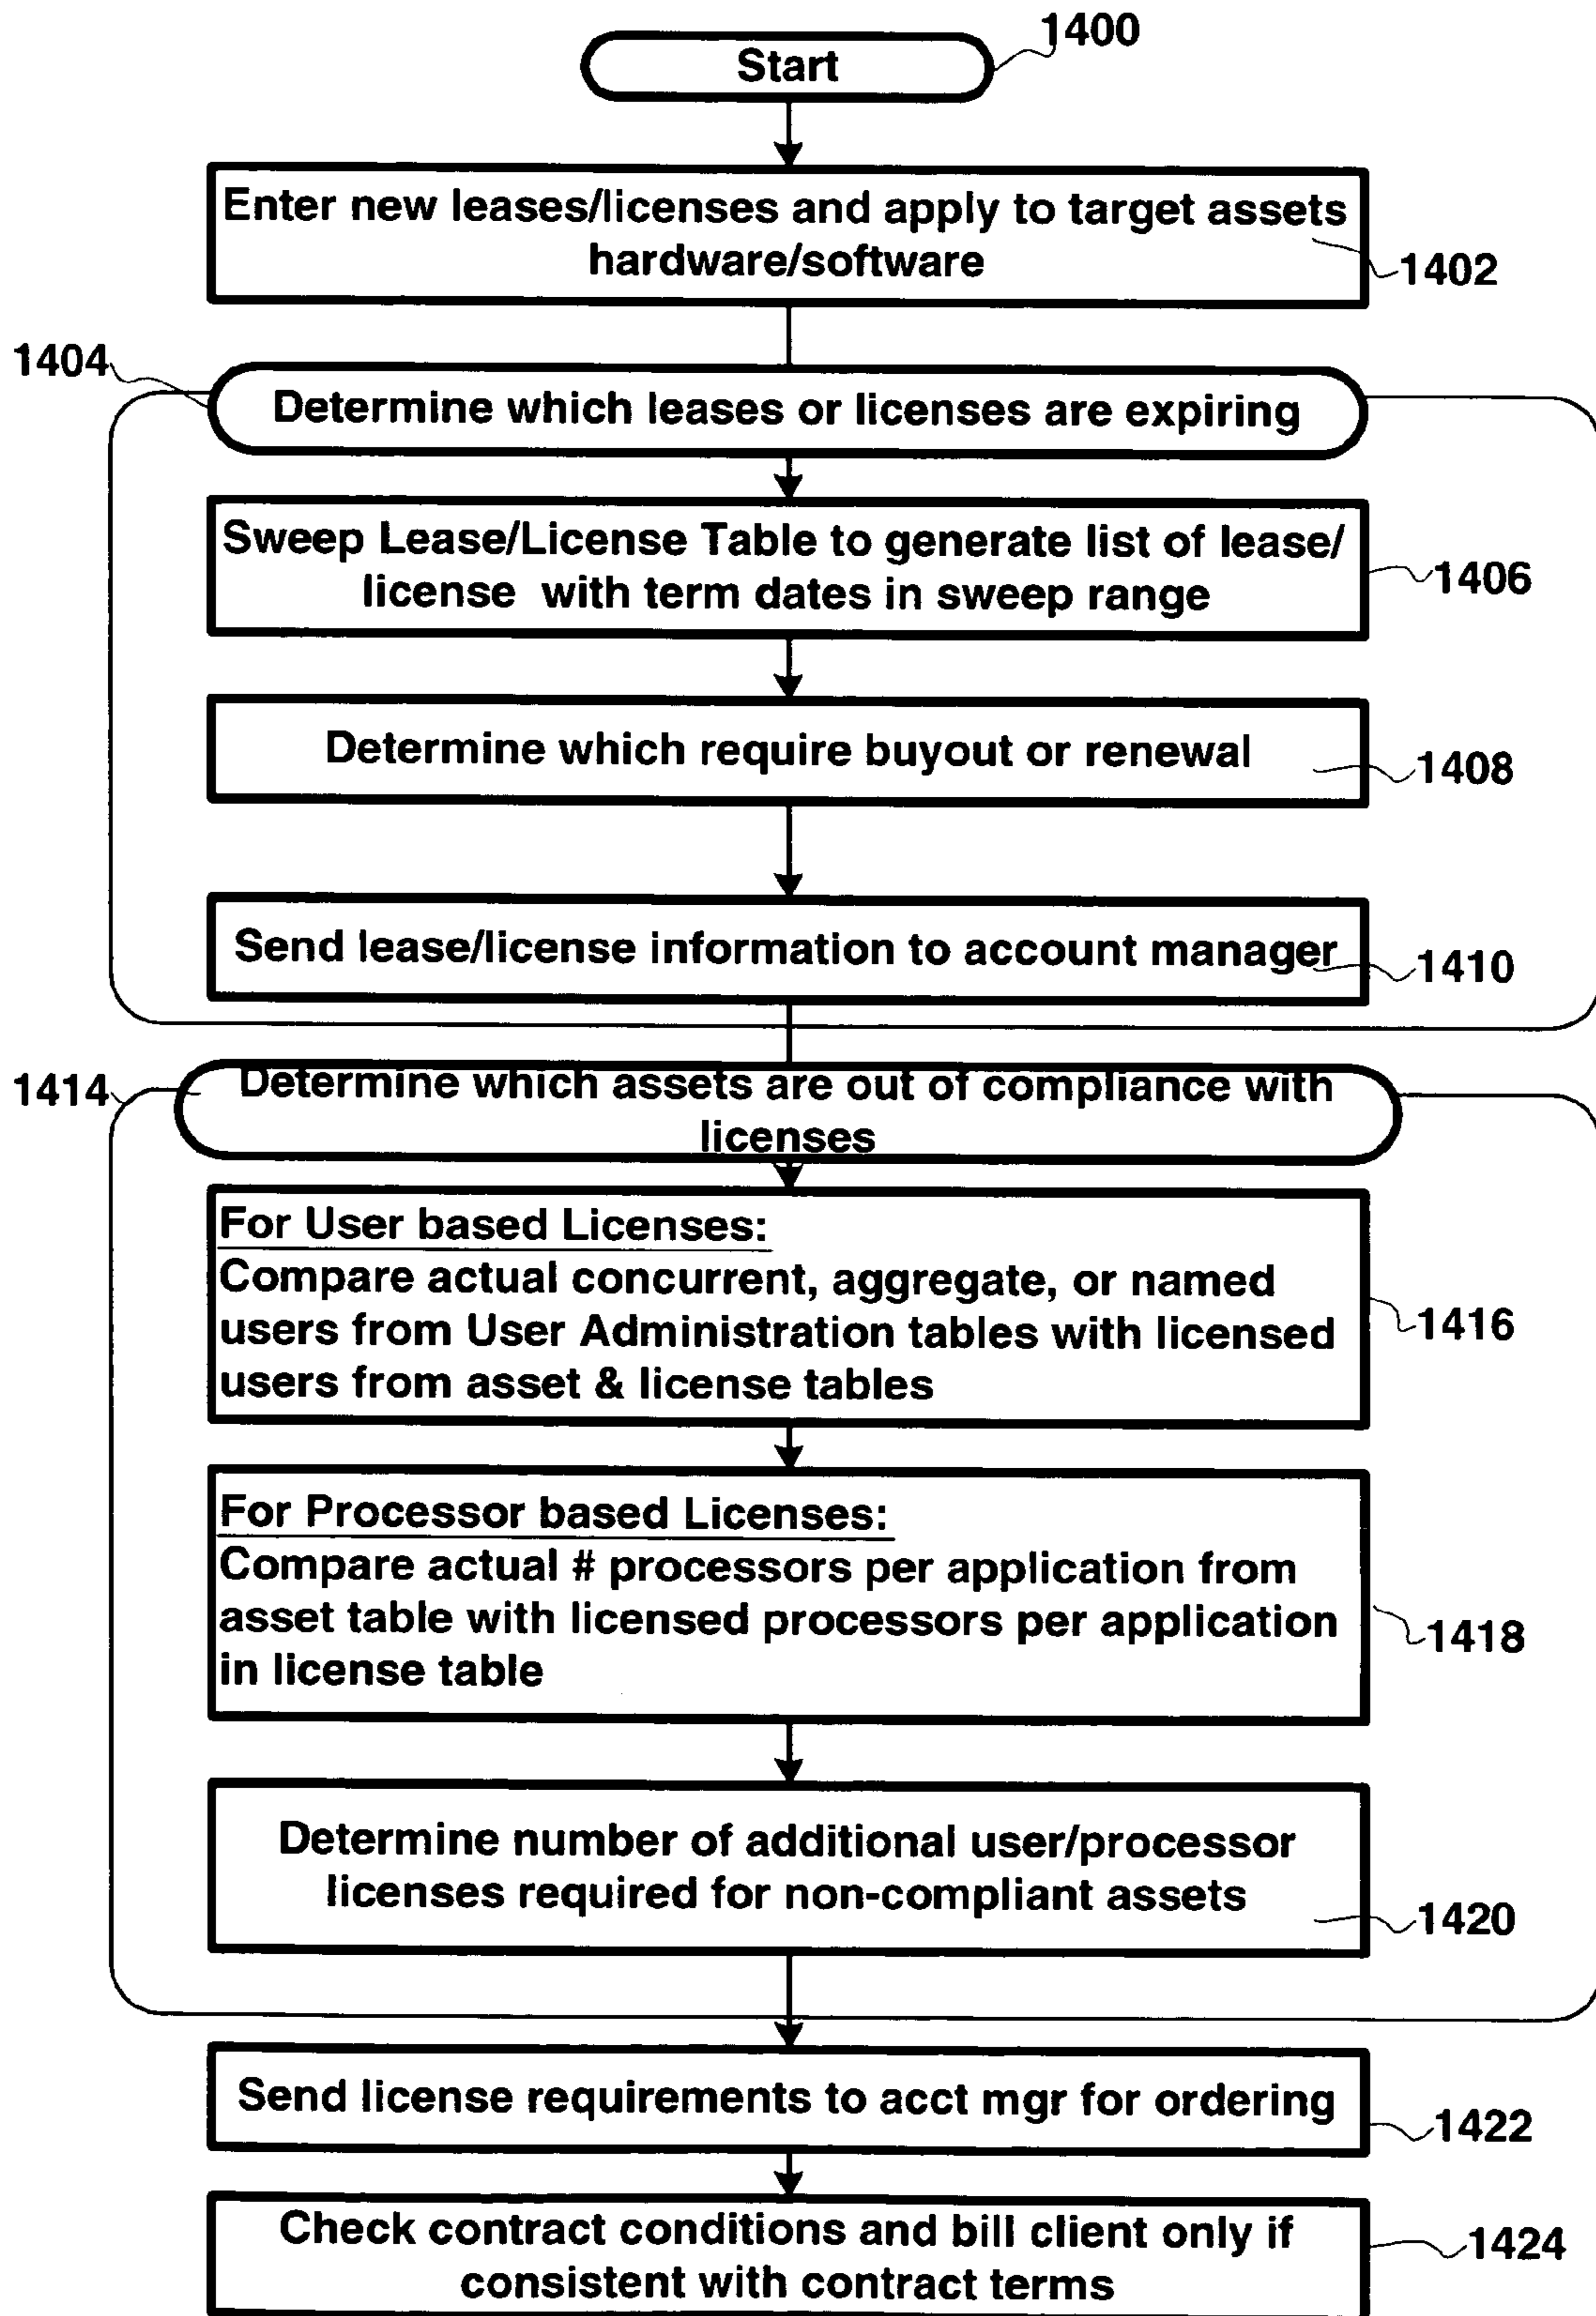 Start
1400
Enter new leases/licenses and apply to target assets
hardware/software
1402
1404
Determine which leases or licenses are expiring
Sweep Lease/License Table to generate list of lease/
license with term dates in sweep range
1406
Determine which require buyout or renewal
1408
Send lease/license information to account manager
1410
1414
Determine which assets are out of compliance with
licenses
For User based Licenses:
Compare actual concurrent, aggregate, or named
users from User Administration tables with licensed
users from asset & license tables
1416
For Processor based Licenses:
Compare actual # processors per application from
asset table with licensed processors per application
in license table
1418
Determine number of additional user/processor
licenses required for non-compliant assets
1420
Send license requirements to acct mgr for ordering
1422
Check contract conditions and bill client only if
consistent with contract terms
1424